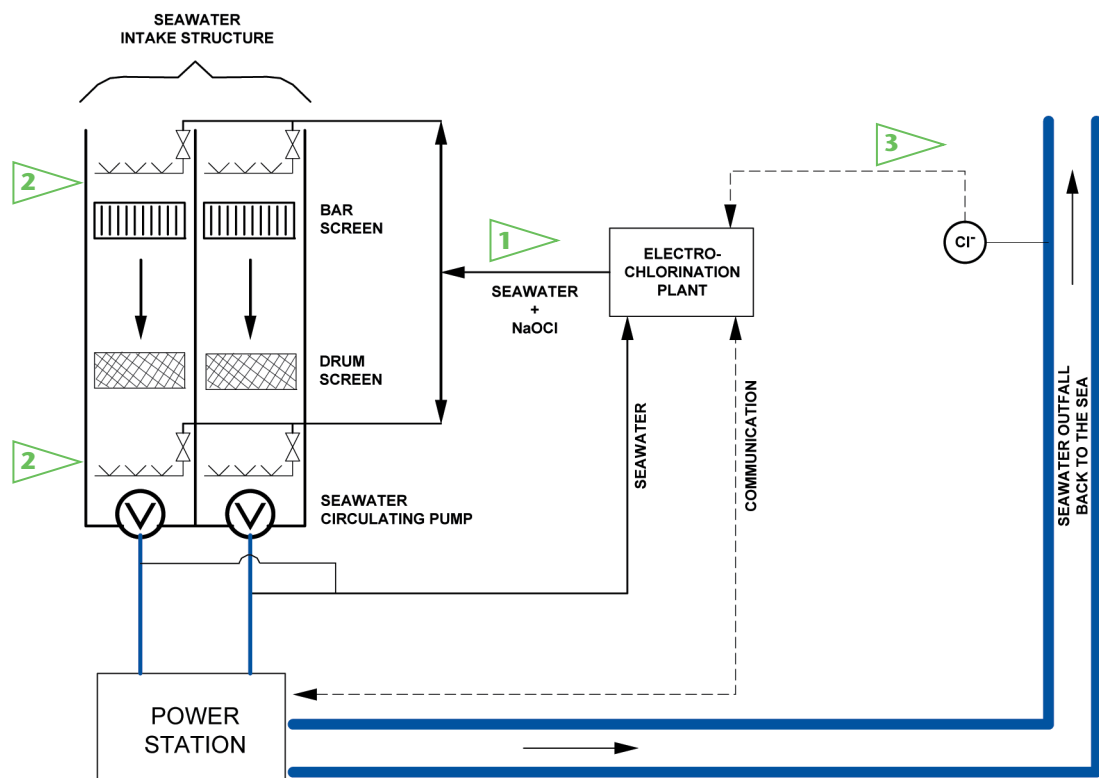 SEAWATER
INTAKE STRUCTURE
3
2
BAR
SCREEN
1
ELECTRO-
CHLORINATION
PLANT
Cl-
SEAWATER
+
NaOCl
DRUM
SCREEN
2
SEAWATER
CIRCULATING PUMP
SEAWATER
COMMUNICATION
SEAWATER OUTFALL
BACK TO THE SEA
V
V
POWER
STATION